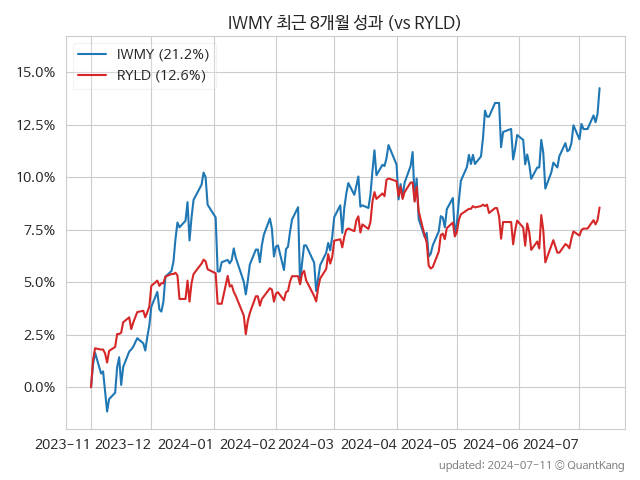 IWMY 최근 8개월 성과 (vs RYLD)
IWMY (21.2%)
RYLD (12.6%)
15.0%
12.5%
10.0%
7.5%
5.0%
2.5%
0.0%
2023-11 2023-12 2024-01 2024-02 2024-03 2024-04 2024-05 2024-06 2024-07
updated: 2024-07-11 © QuantKang